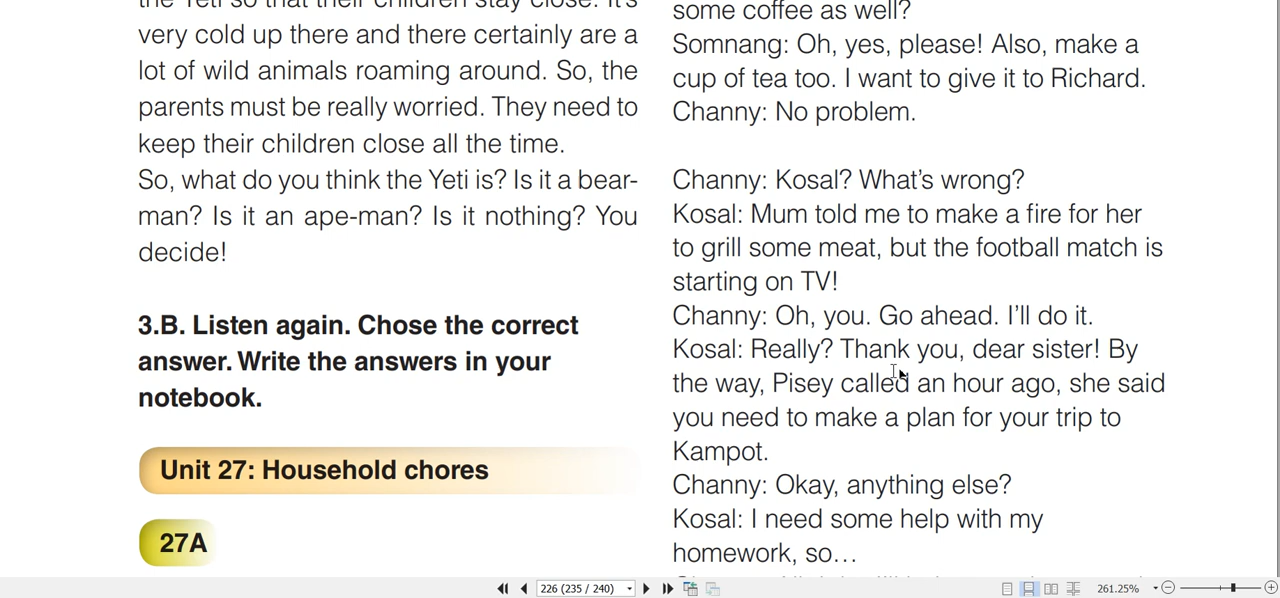 the Yeti so that their children stay close. It's
very cold up there and there certainly are a
lot of wild animals roaming around. So, the
parents must be really worried. They need to
keep their children close all the time.
So, what do you think the Yeti is? Is it a bear-
man? Is it an ape-man? Is it nothing? You
decide!
3.B. Listen again. Chose the correct
answer. Write the answers in your
notebook.
Unit 27: Household chores
27A
some coffee as well?
Somnang: Oh, yes, please! Also, make a
cup of tea too. I want to give it to Richard.
Channy: No problem.
Channy: Kosal? What's wrong?
Kosal: Mum told me to make a fire for her
to grill some meat, but the football match is
starting on TV!
Channy: Oh, you. Go ahead. I'll do it.
Kosal: Really? Thank you, dear sister! By
the way, Pisey called an hour ago, she said
you need to make a plan for your trip to
Kampot.
Channy: Okay, anything else?
Kosal: I need some help with my
homework, so…
226 (235 / 240)
261.25%